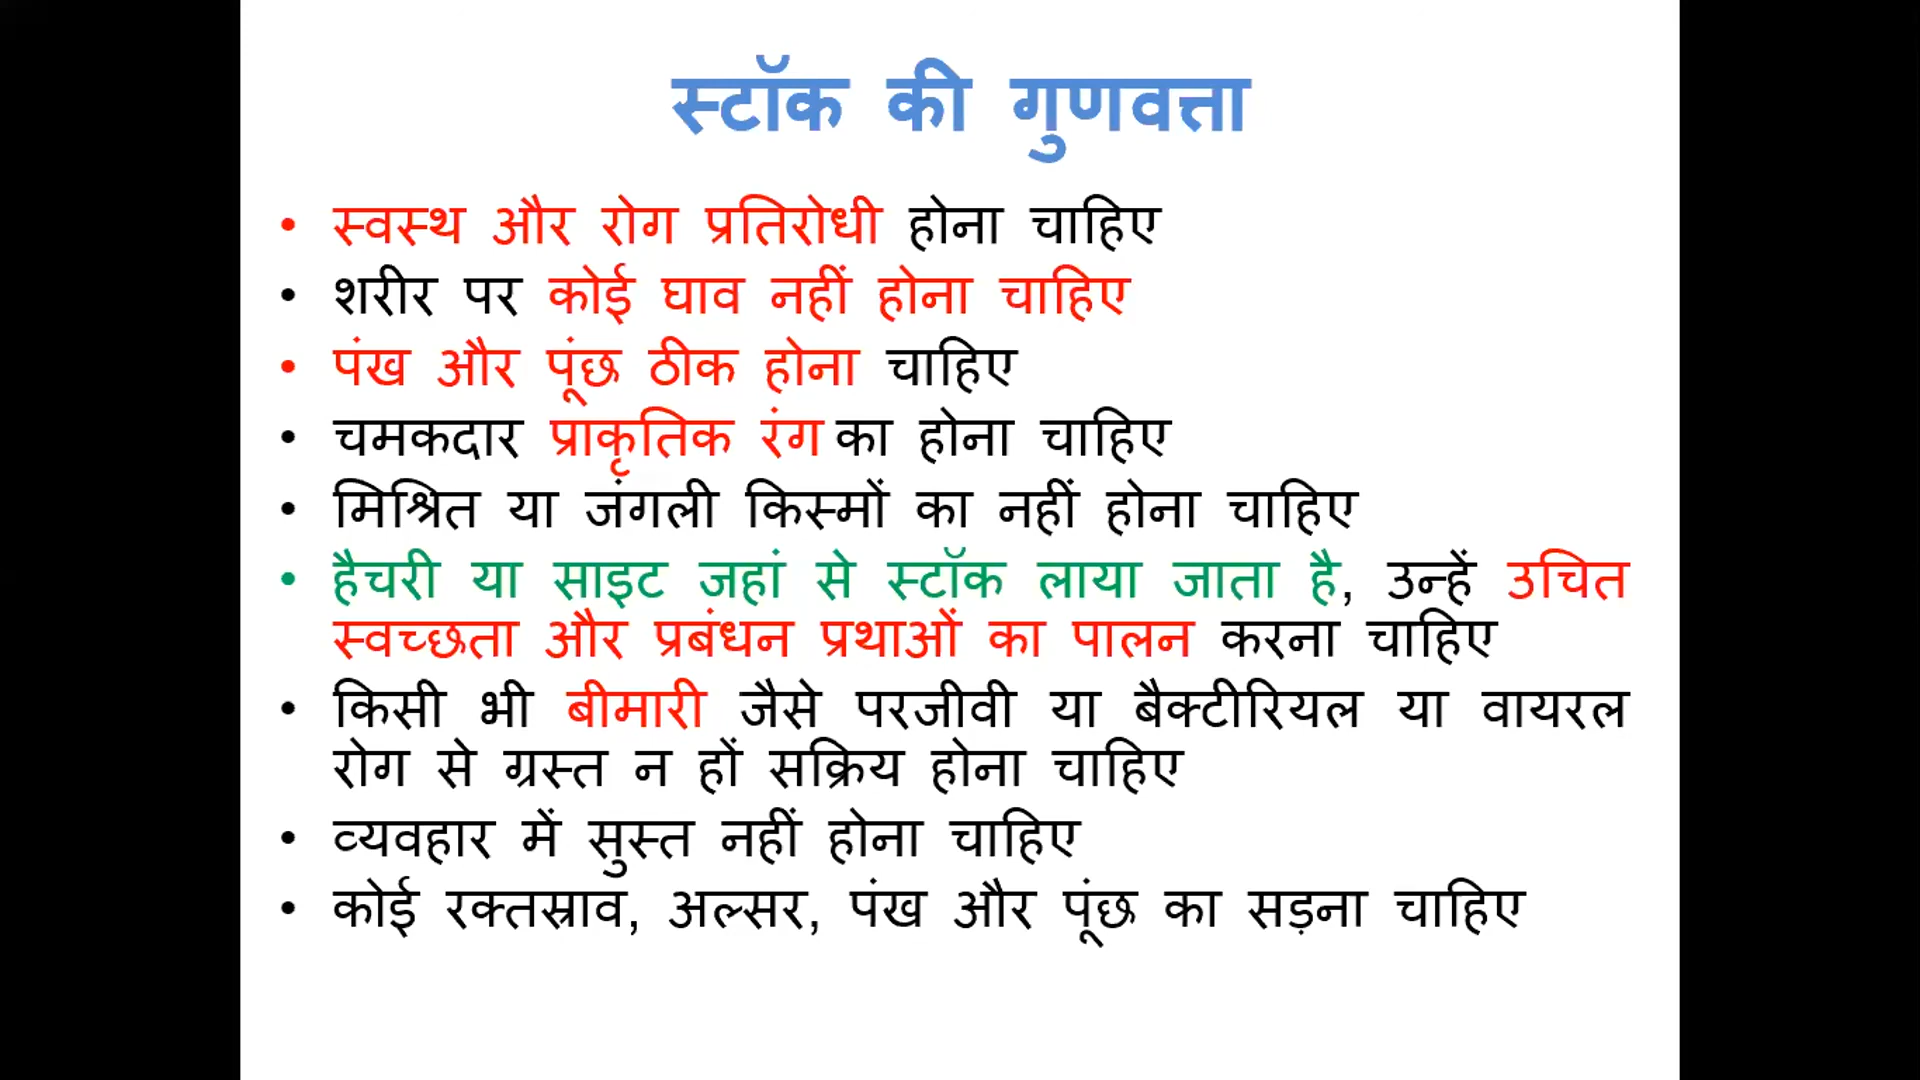 स्टॉक की गुणवत्ता
• स्वस्थ और रोग प्रतिरोधी होना चाहिए
• शरीर पर कोई घाव नहीं होना चाहिए
• पंख और पूंछ ठीक होना चाहिए
• चमकदार प्राकृतिक रंग का होना चाहिए
• मिश्रित या जंगली किस्मों का नहीं होना चाहिए
• हैचरी या साइट जहां से स्टॉक लाया जाता है, उन्हें उचित
स्वच्छता और प्रबंधन प्रथाओं का पालन करना चाहिए
• किसी भी बीमारी जैसे परजीवी या बैक्टीरियल या वायरल
रोग से ग्रस्त न हों सक्रिय होना चाहिए
• व्यवहार में सुस्त नहीं होना चाहिए
• कोई रक्तस्राव, अल्सर, पंख और पूंछ का सड़ना चाहिए